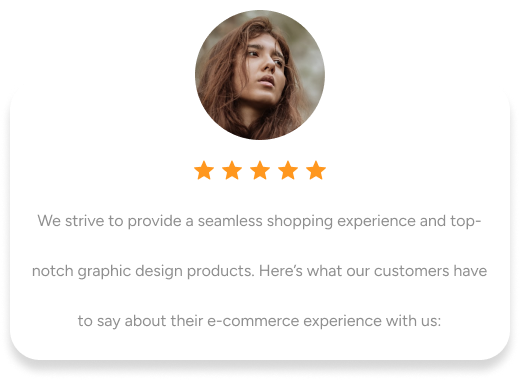 We strive to provide a seamless shopping experience and top-
notch graphic design products. Here’s what our customers have
to say about their e-commerce experience with us: